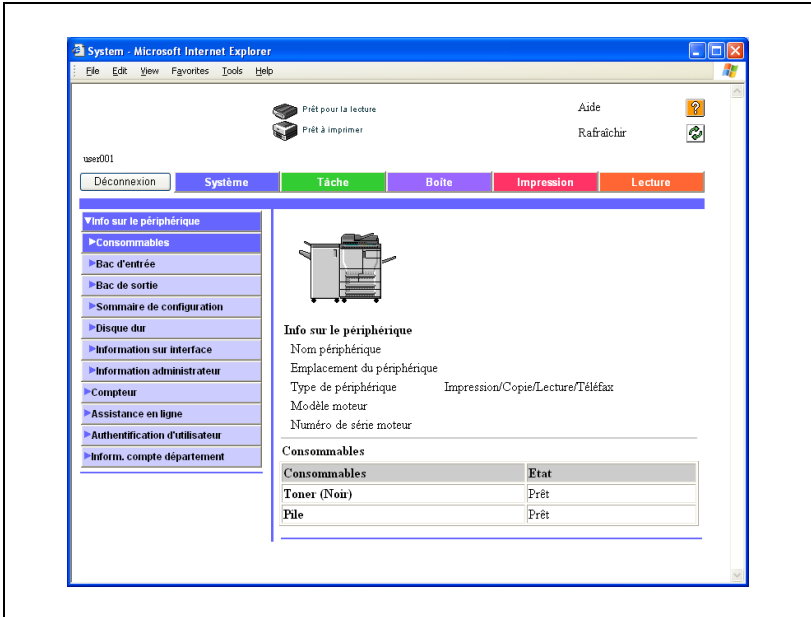 System - Microsoft Internet Explorer
File Edit View Favorites Tools Help
Prêt pour la lecture
Aide
?
Prêt à imprimer
Rafraîchir
user001
Déconnexion Système Tâche Boîte Impression Lecture
Info sur le périphérique
Consommables
Bac d'entrée
Bac de sortie
Sommaire de configuration
Disque dur
Information sur interface
Information administrateur
Compteur
Assistance en ligne
Authentification d'utilisateur
Inform. compte département
Info sur le périphérique
Nom périphérique
Emplacement du périphérique
Type de périphérique Impression/Copie/Lecture/Téléfax
Modèle moteur
Numéro de série moteur
Consommables
Consommables Etat
Toner (Noir) Prêt
Pile Prêt